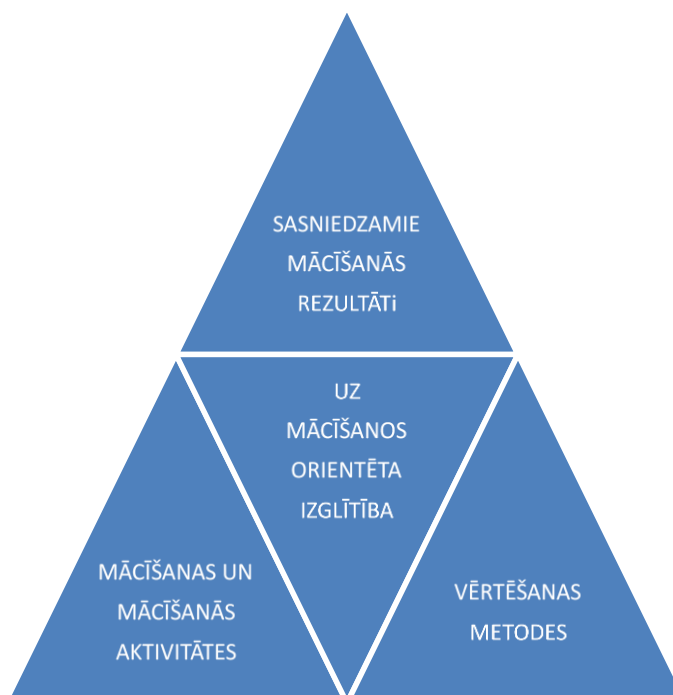 SASNIEDZAMIE
MĀCĪŠANĀS
REZULTĀTi
UZ
MĀCĪŠANOS
ORIENTĒTA
IZGLĪTĪBA
MĀCĪŠANAS UN
MĀCĪŠANĀS
AKTIVITĀTES
VĒRTĒŠANAS
METODES